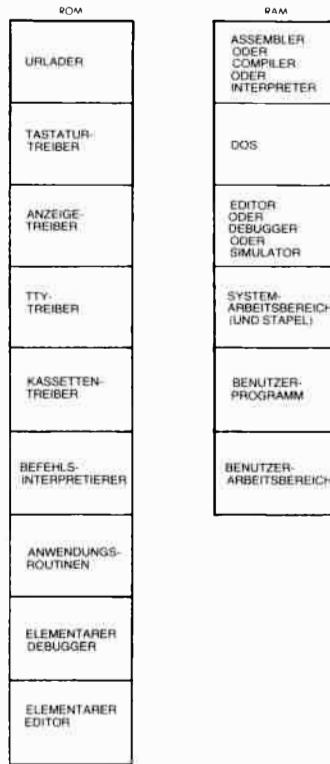 ROM
URLADER
TASTATUR-
TREIBER
ANZEIGE-
TREIBER
TTY-
TREIBER
KASSETTEN-
TREIBER
BEFEHLS-
INTERPRETIERER
ANWENDUNGS-
ROUTINEN
ELEMENTARER
DEBUGGER
ELEMENTARER
EDITOR
RAM
ASSEMBLER
ODER
COMPILER
ODER
INTERPRETER
DOS
EDITOR
ODER
DEBUGGER
ODER
SIMULATOR
SYSTEM-
ARBEITSBEREICH
(UND STAPEL)
BENUTZER-
PROGRAMM
BENUTZER-
ARBEITSBEREICH